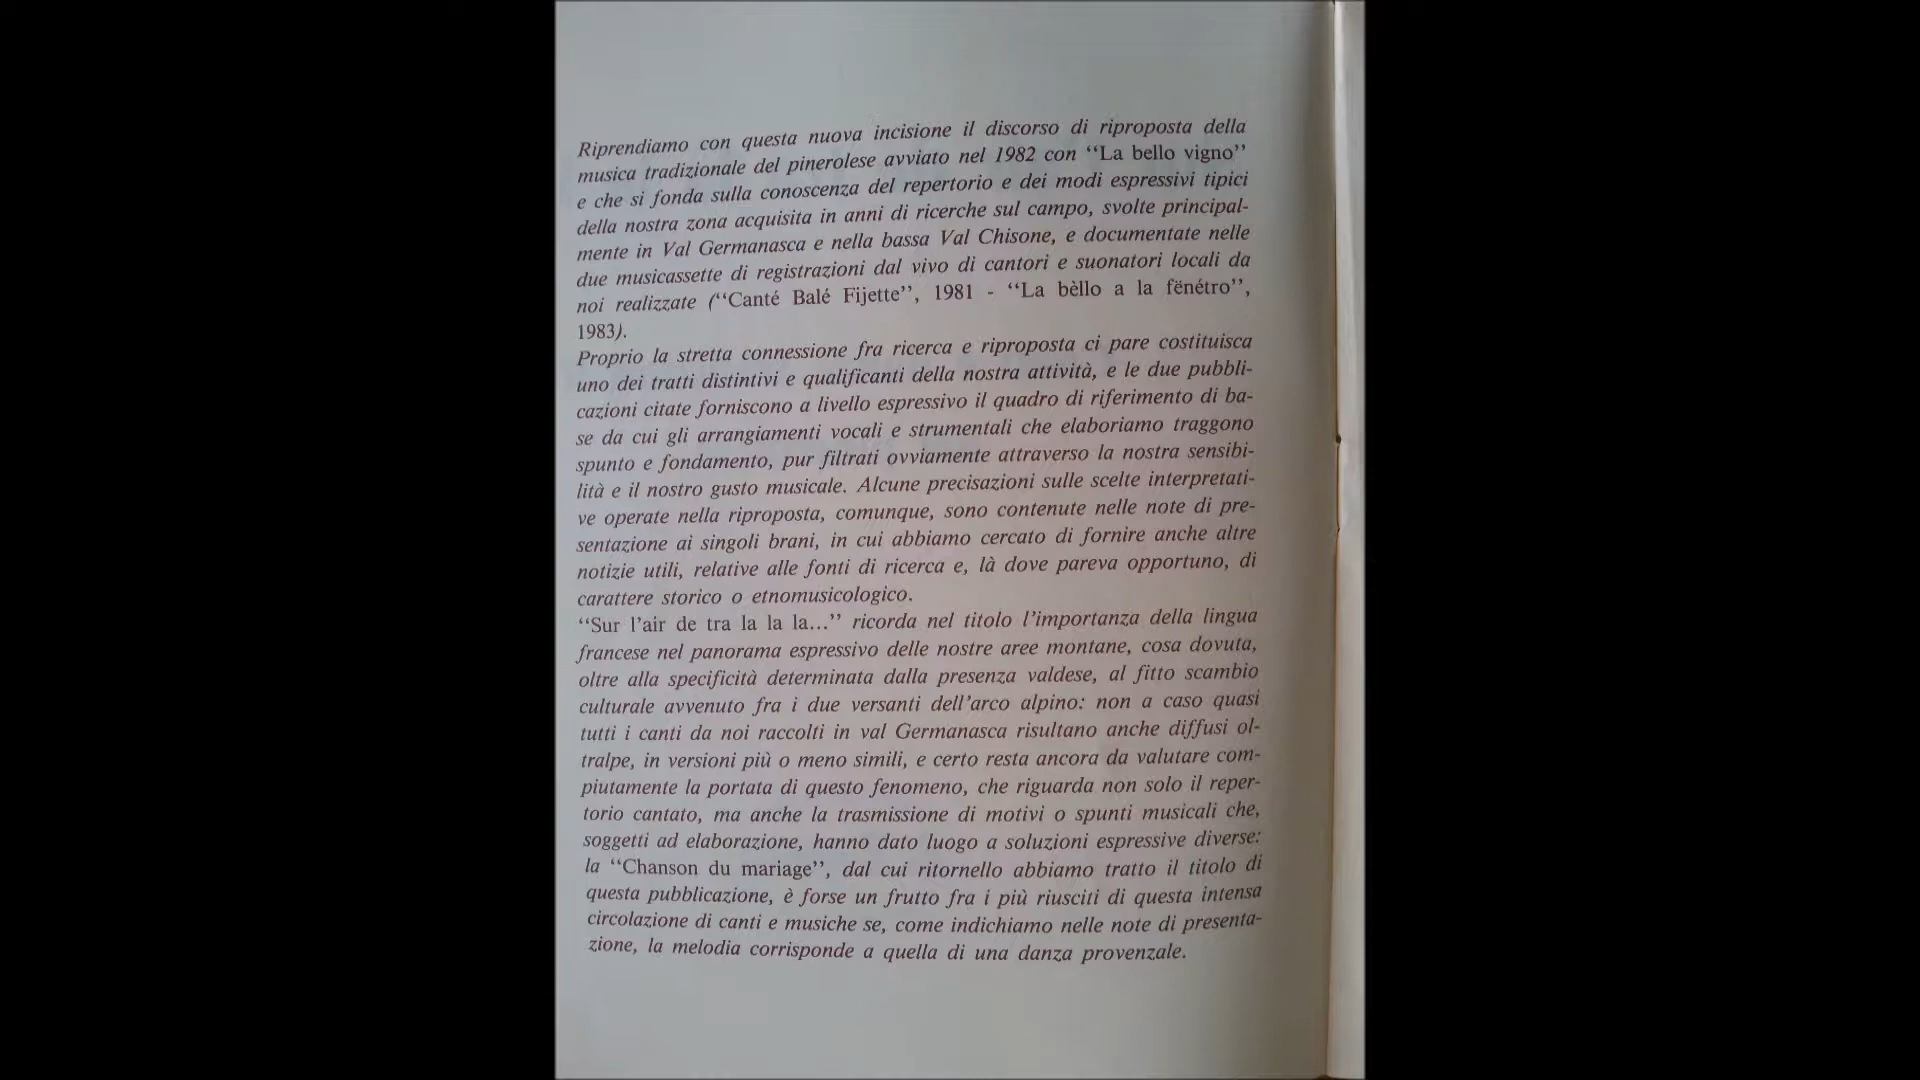 Riprendiamo con questa nuova incisione il discorso di riproposta della
musica tradizionale del pinerolese avviato nel 1982 con “La bello vigno”
e che si fonda sulla conoscenza del repertorio e dei modi espressivi tipici
della nostra zona acquisita in anni di ricerche sul campo, svolte principal-
mente in Val Germanasca e nella bassa Val Chisone, e documentate nelle
due musicassette di registrazioni dal vivo di cantori e suonatori locali da
noi realizzate (“Canté Balé Fijette”, 1981 - “La bèllo a la fënétro”,
1983).
Proprio la stretta connessione fra ricerca e riproposta ci pare costituisca
uno dei tratti distintivi e qualificanti della nostra attività, e le due pubbli-
cazioni citate forniscono a livello espressivo il quadro di riferimento di ba-
se da cui gli arrangiamenti vocali e strumentali che elaboriamo traggono
spunto e fondamento, pur filtrati ovviamente attraverso la nostra sensibi-
lità e il nostro gusto musicale. Alcune precisazioni sulle scelte interpretati-
ve operate nella riproposta, comunque, sono contenute nelle note di pre-
sentazione ai singoli brani, in cui abbiamo cercato di fornire anche altre
notizie utili, relative alle fonti di ricerca e, là dove pareva opportuno, di
carattere storico o etnomusicologico.
“Sur l’air de tra la la la...” ricorda nel titolo l’importanza della lingua
francese nel panorama espressivo delle nostre aree montane, cosa dovuta,
oltre alla specificità determinata dalla presenza valdese, al fitto scambio
culturale avvenuto fra i due versanti dell’arco alpino: non a caso quasi
tutti i canti da noi raccolti in val Germanasca risultano anche diffusi ol-
tralpe, in versioni più o meno simili, e certo resta ancora da valutare com-
piutamente la portata di questo fenomeno, che riguarda non solo il reper-
torio cantato, ma anche la trasmissione di motivi o spunti musicali che,
soggetti ad elaborazione, hanno dato luogo a soluzioni espressive diverse:
la “Chanson du mariage”, dal cui ritornello abbiamo tratto il titolo di
questa pubblicazione, è forse un frutto fra i più riusciti di questa intensa
circolazione di canti e musiche se, come indichiamo nelle note di presenta-
zione, la melodia corrisponde a quella di una danza provenzale.